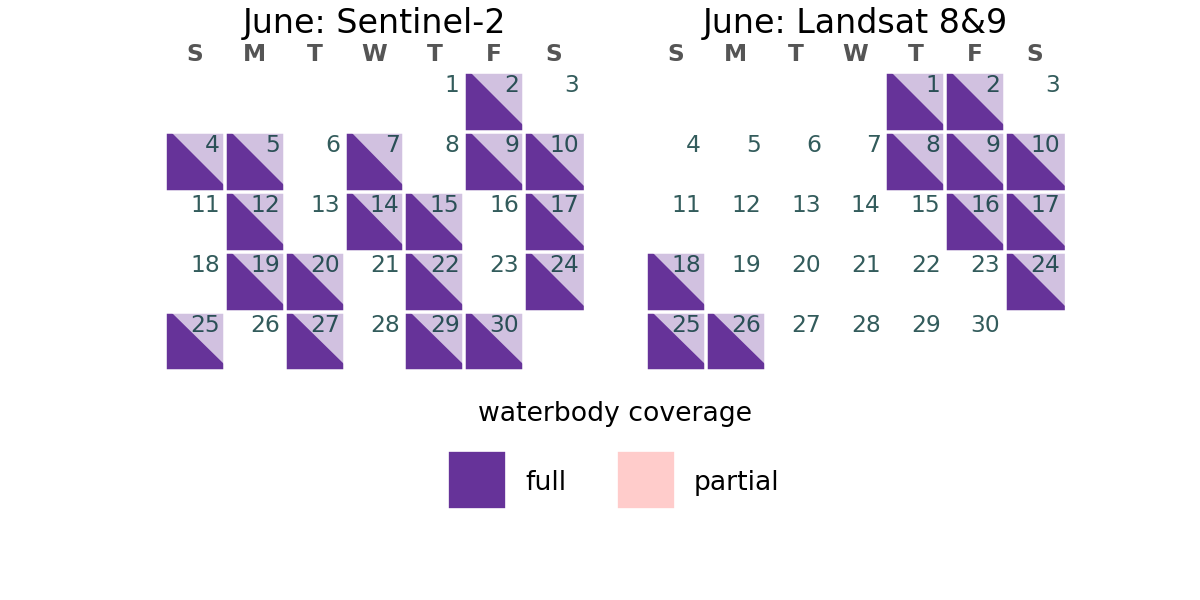 June: Sentinel-2
S M T W T F S
1 2 3
4 5 6 7 8 9 10
11 12 13 14 15 16 17
18 19 20 21 22 23 24
25 26 27 28 29 30
June: Landsat 8&9
S M T W T F S
1 2 3
4 5 6 7 8 9 10
11 12 13 14 15 16 17
18 19 20 21 22 23 24
25 26 27 28 29 30
waterbody coverage
full partial